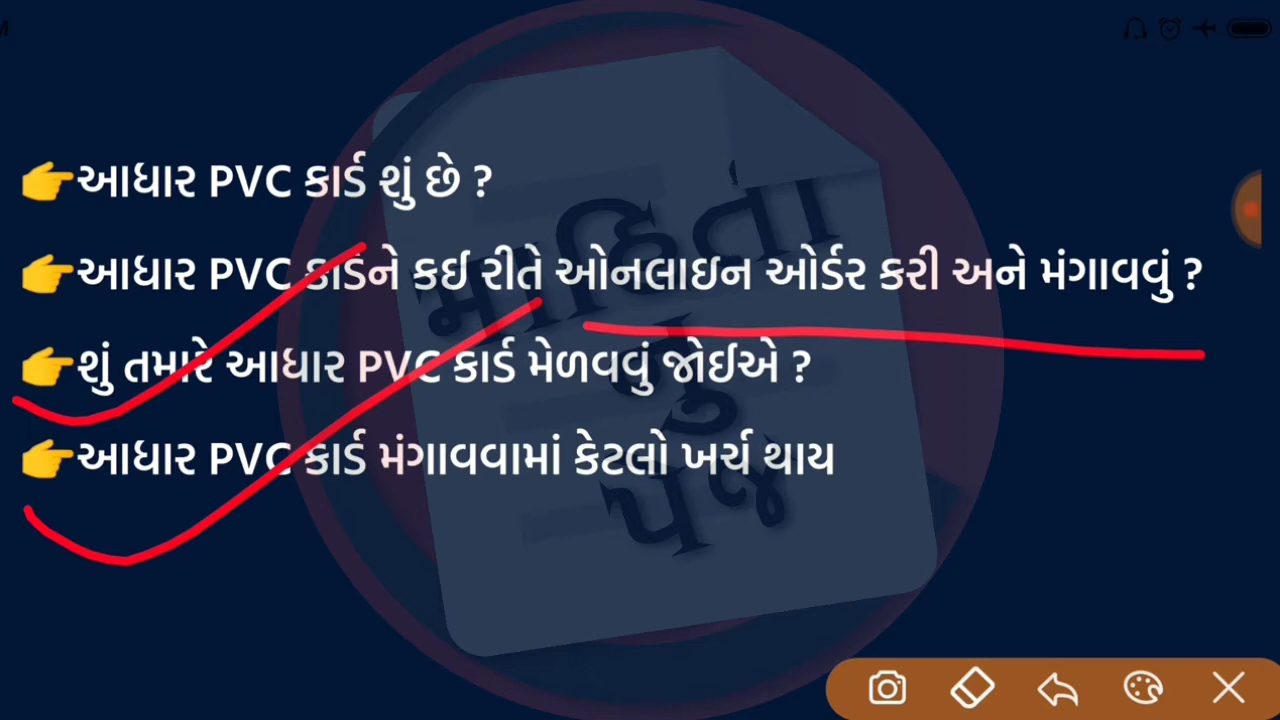 👉આધાર PVC કાર્ડ શું છે ?
👉આધાર PVC કાર્ડને કઈ રીતે ઓનલાઇન ઓર્ડર કરી અને મંગાવવું ?
👉શું તમારે આધાર PVC કાર્ડ મેળવવું જોઈએ ?
👉આધાર PVC કાર્ડ મંગાવવામાં કેટલો ખર્ચ થાય
માહિતી
નુ
પેજ